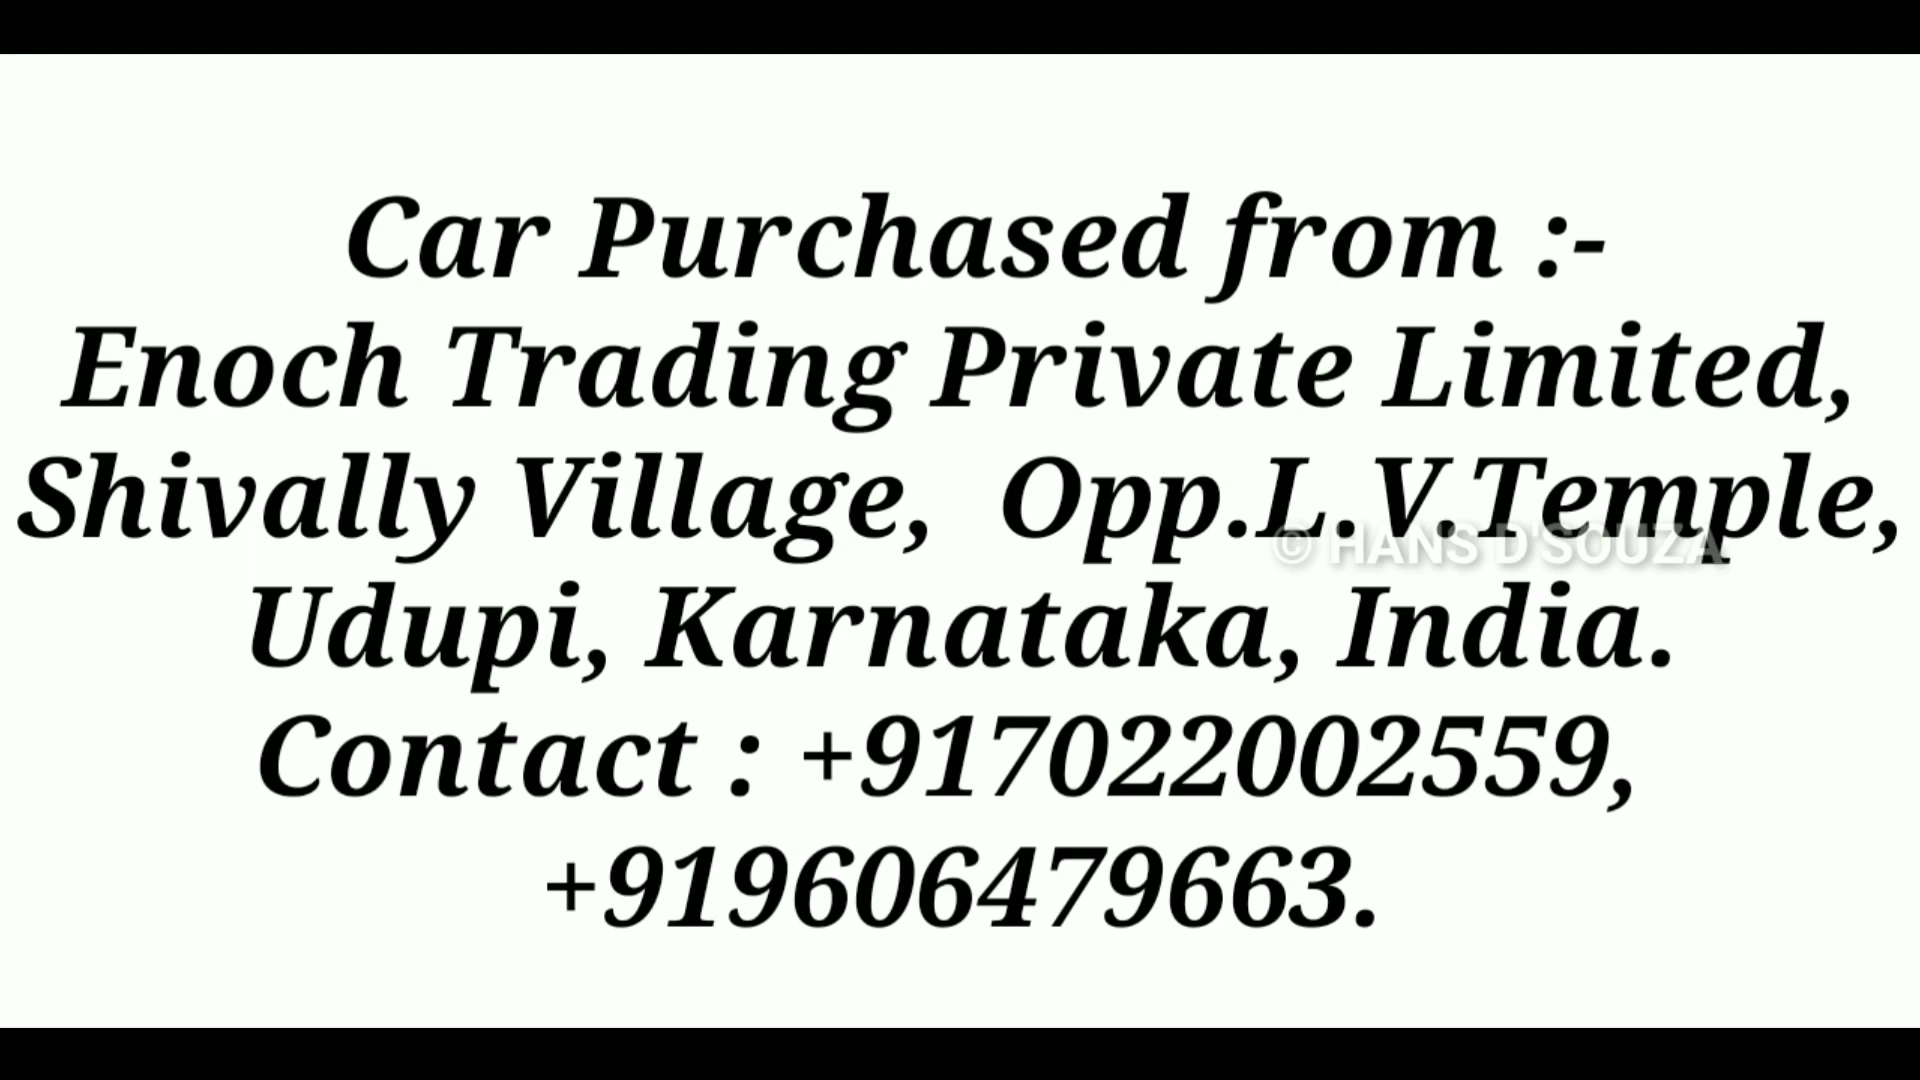 Car Purchased from :-
Enoch Trading Private Limited,
Shivally Village, Opp.L.V.Temple,
© HANS D'SOUZA
Udupi, Karnataka, India.
Contact : +917022002559,
+919606479663.